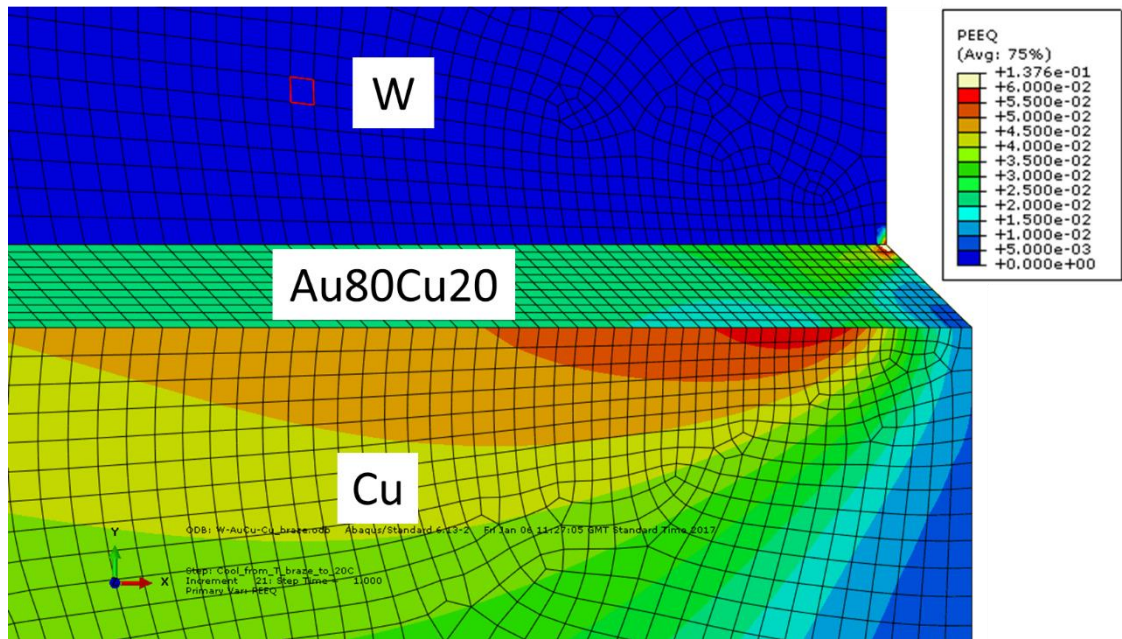 W
Au80Cu20
Cu
PEEQ
(Avg: 75%)
+1.376e-01
+6.000e-02
+5.500e-02
+5.000e-02
+4.500e-02
+4.000e-02
+3.500e-02
+3.000e-02
+2.500e-02
+2.000e-02
+1.500e-02
+1.000e-02
+5.000e-03
+0.000e+00
Y
X
ODB: W-AuCu-Cu_braze.odb Abaqus/Standard 6.13-2 Fri Jan 06 11:27:05 GMT Standard Time 2017
Step: Cool_from_T_braze_to_20C
Increment 21: Step Time = 1.000
Primary Var: PEEQ